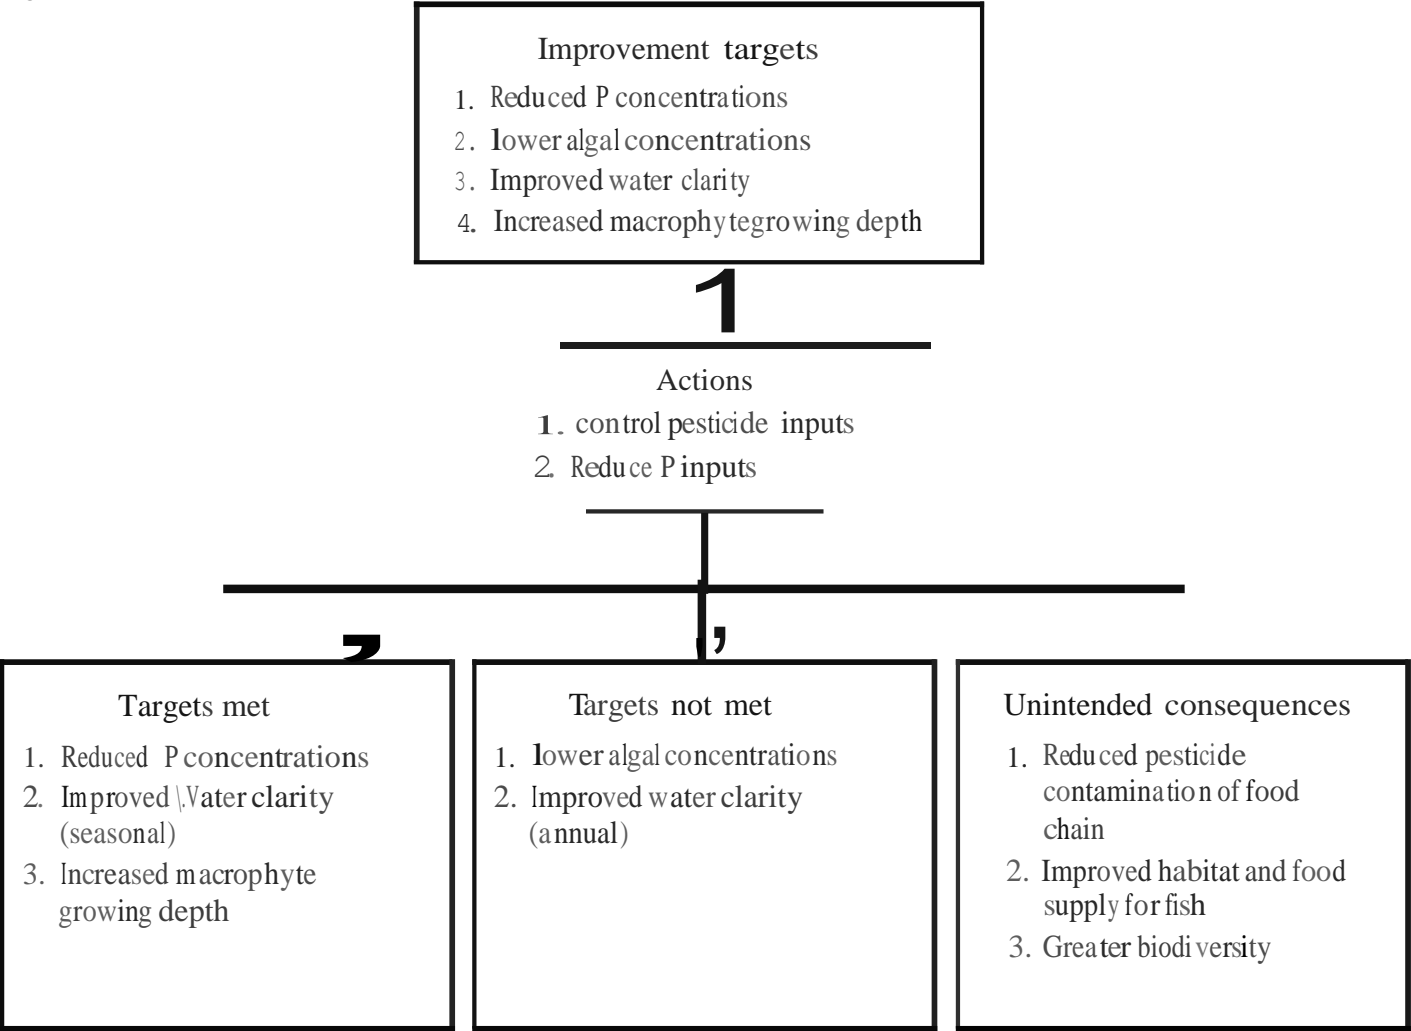 Improvement targets
1. Reduced P concentrations
2. lower algal concentrations
3. Improved water clarity
4. Increased macrophytegrowing depth
1
Actions
1. control pesticide inputs
2. Reduce P inputs
,
Targets met
1. Reduced P concentrations
2. Improved \.Vater clarity
(seasonal)
3. Increased macrophyte
growing depth
Targets not met
1. lower algal concentrations
2. Improved water clarity
(annual)
Unintended consequences
1. Reduced pesticide
contamination of food
chain
2. Improved habitat and food
supply for fish
3. Greater biodiversity